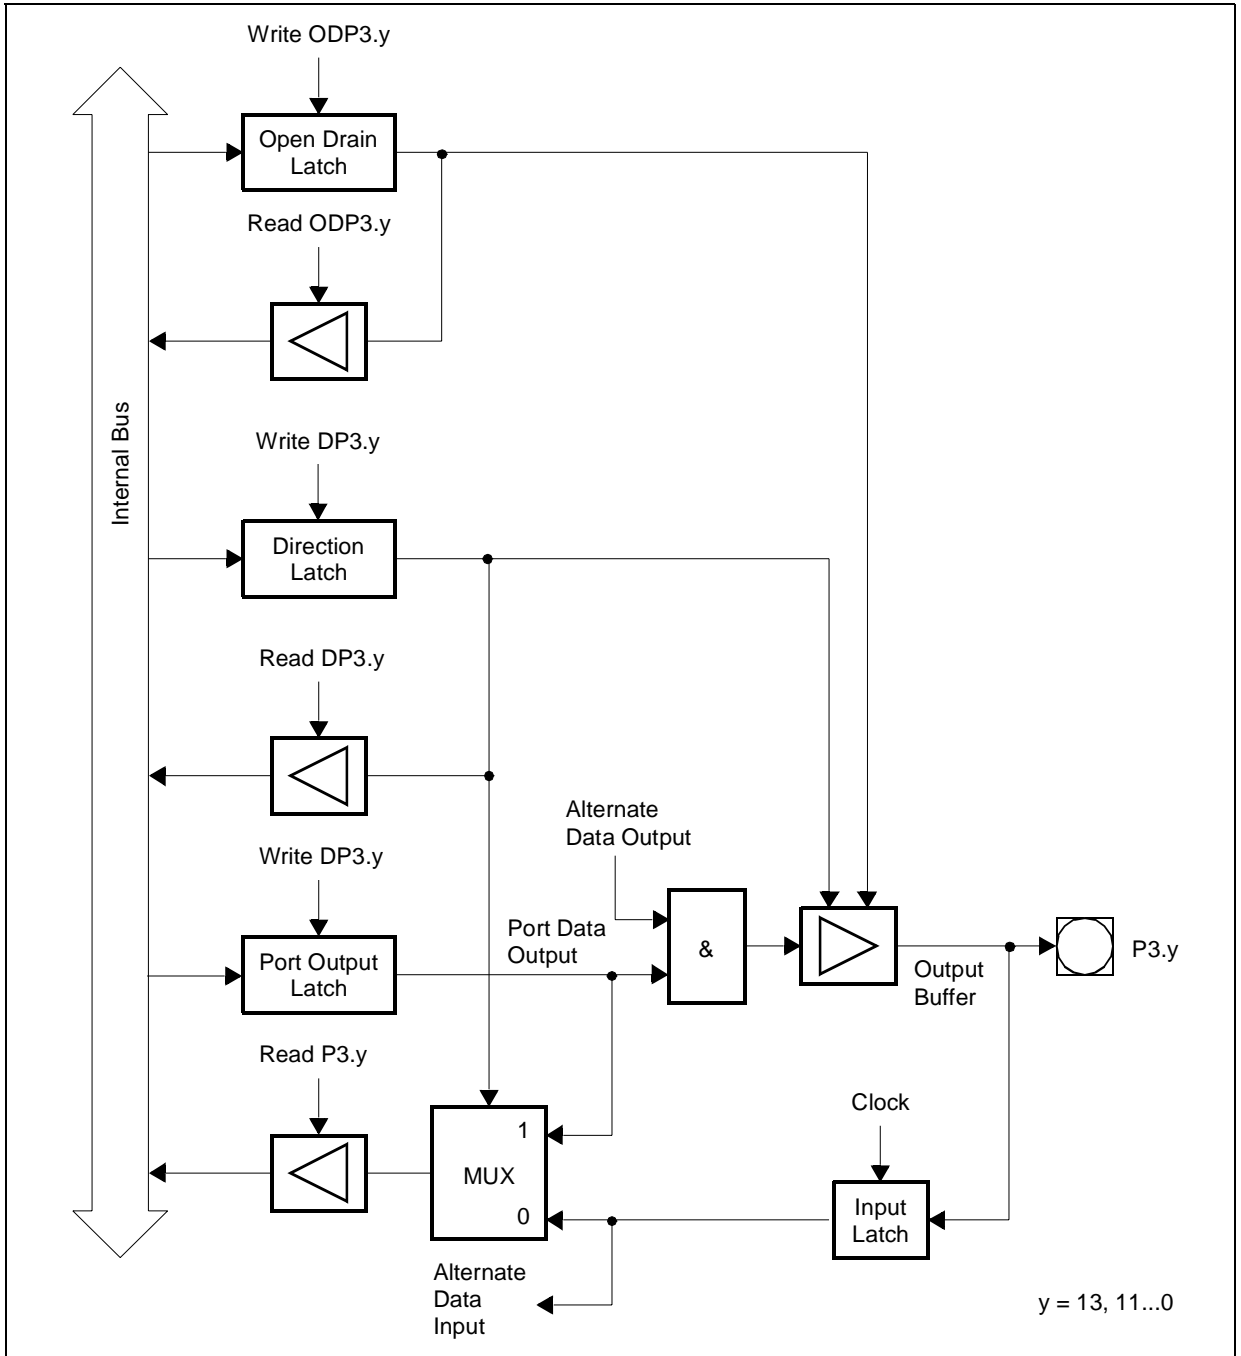 Write ODP3.y
Open Drain
Latch
Read ODP3.y
Internal Bus
Write DP3.y
Direction
Latch
Read DP3.y
Alternate
Data Output
Write DP3.y
Port Data
Output
&
Port Output
Latch
Output
Buffer
P3.y
Read P3.y
Clock
1
MUX
0
Input
Latch
Alternate
Data
Input
y = 13, 11...0